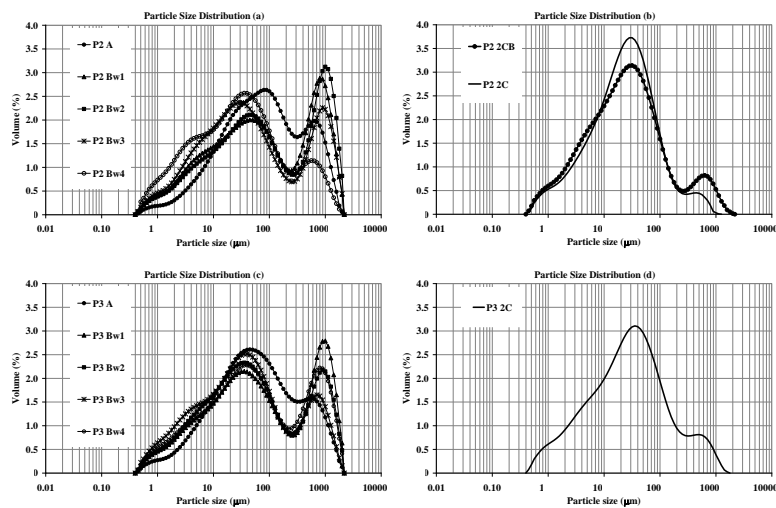 Particle Size Distribution (a)
4.0
3.5
3.0
2.5
2.0
1.5
1.0
0.5
0
Volume (%)
P2 A
P2 Bw1
P2 Bw2
P2 Bw3
P2 Bw4
0.01 0.1 1 10 100 1000 10000
Particle size (µm)
Particle Size Distribution (b)
4.0
3.5
3.0
2.5
2.0
1.5
1.0
0.5
0
Volume (%)
P2 2CB
P2 2C
0.01 0.1 1 10 100 1000 10000
Particle size (µm)
Particle Size Distribution (c)
4.0
3.5
3.0
2.5
2.0
1.5
1.0
0.5
0
Volume (%)
P3 A
P3 Bw1
P3 Bw2
P3 Bw3
P3 Bw4
0.01 0.1 1 10 100 1000 10000
Particle size (µm)
Particle Size Distribution (d)
4.0
3.5
3.0
2.5
2.0
1.5
1.0
0.5
0
Volume (%)
P3 2C
0.01 0.1 1 10 100 1000 10000
Particle size (µm)